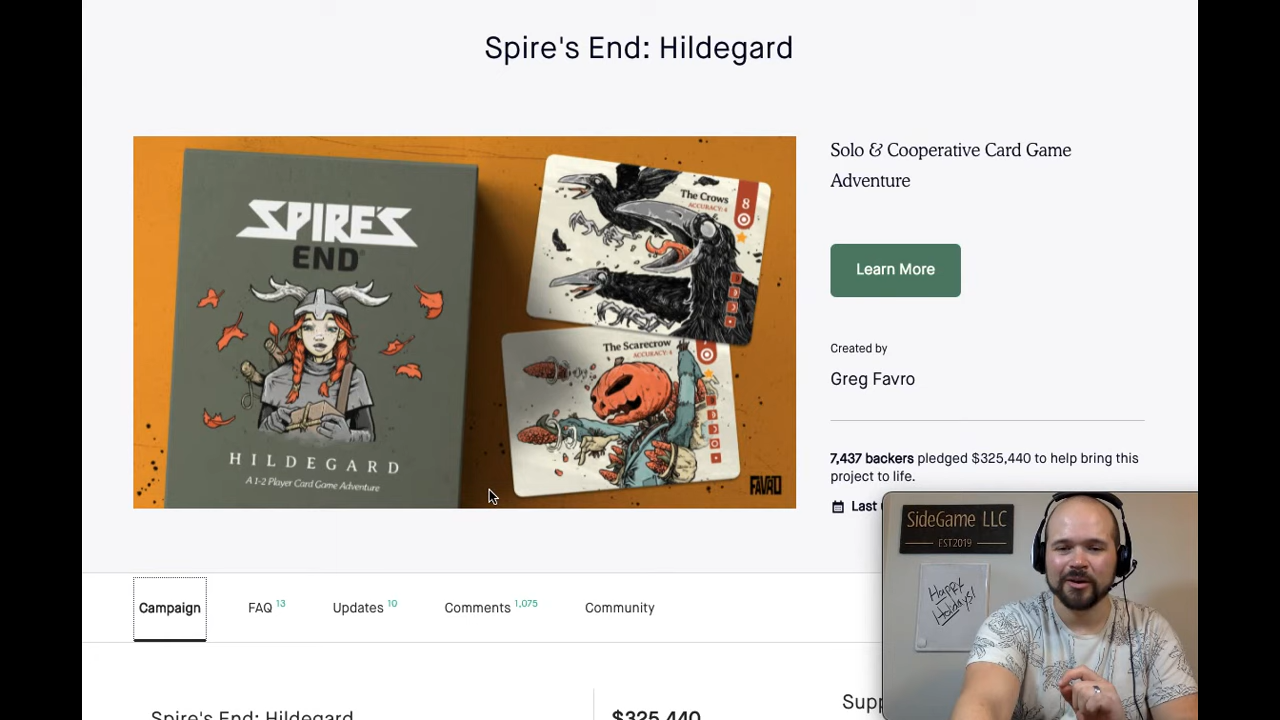 Spire's End: Hildegard
SPIRE'S
END
HILDEGARD
A 1-2 Player Card Game Adventure
The Crows
ACCURACY: 4
8
The Scarecrow
ACCURACY: 4
FAVRO
Solo & Cooperative Card Game
Adventure
Learn More
Created by
Greg Favro
7,437 backers pledged $325,440 to help bring this
project to life.
Last
Campaign
FAQ 13
Updates 10
Comments 1,075
Community
Spire's End: Hildegard
$325,440
Supp
SideGame LLC
EST.2019
Happy
Holidays!